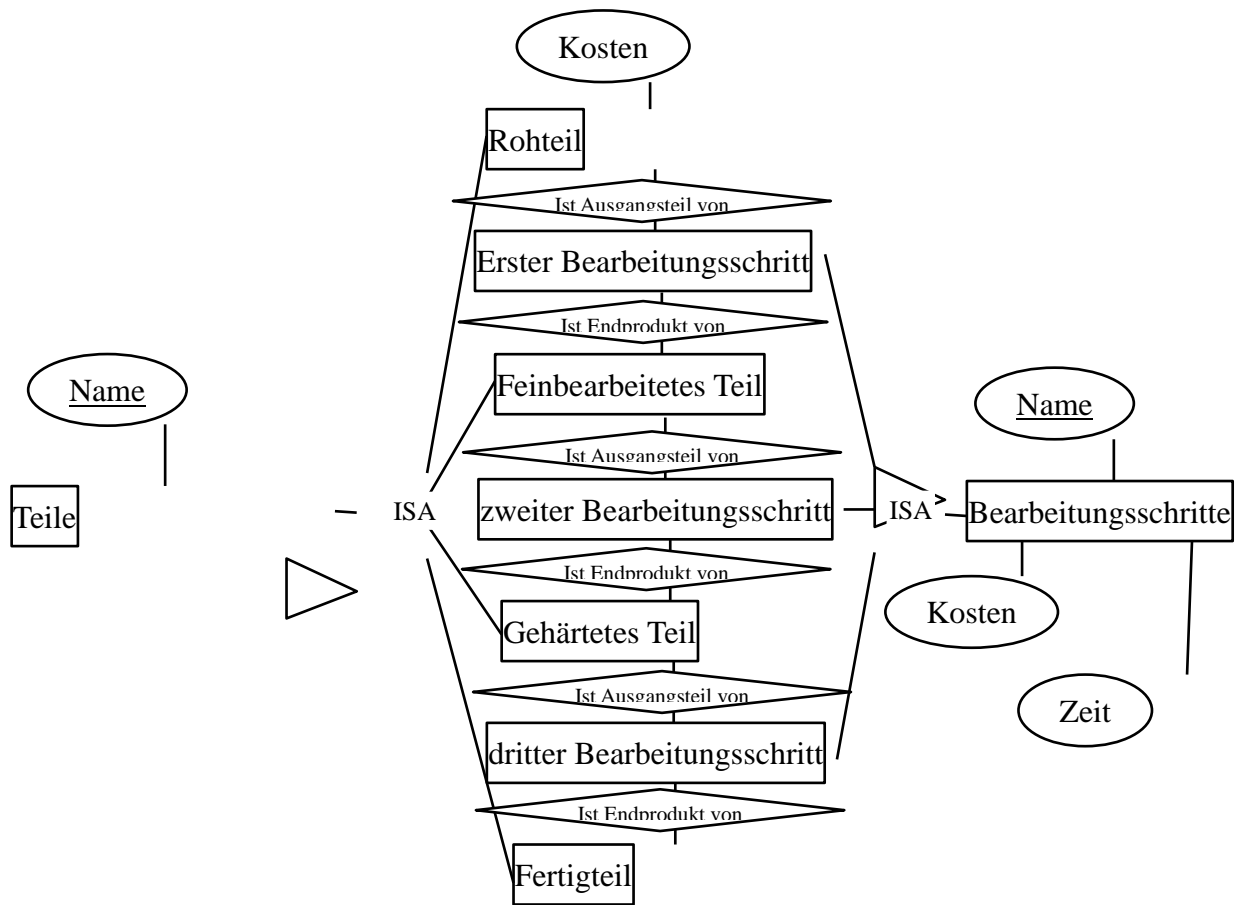 Kosten
Rohteil
Ist Ausgangsteil von
Erster Bearbeitungsschritt
Ist Endprodukt von
Feinbearbeitetes Teil
Name
Name
Ist Ausgangsteil von
Teile
ISA
zweiter Bearbeitungsschritt
ISA
Bearbeitungsschritte
Ist Endprodukt von
Kosten
Gehärtetes Teil
Ist Ausgangsteil von
Zeit
dritter Bearbeitungsschritt
Ist Endprodukt von
Fertigteil